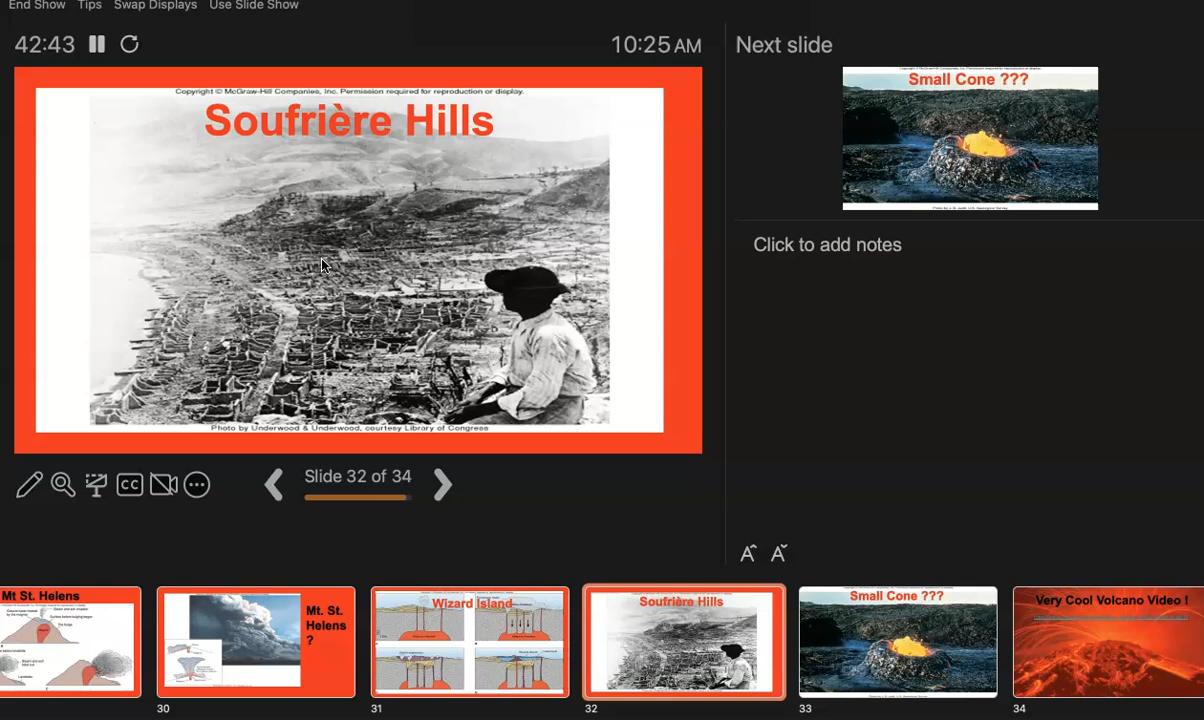 End Show Tips Swap Displays Use Slide Show
42:43
10:25 AM
Next slide
Copyright © McGraw-Hill Companies, Inc. Permission required for reproduction or display.
Soufrière Hills
Photo by Underwood & Underwood, courtesy Library of Congress
Small Cone ???
Click to add notes
CC
Slide 32 of 34
A A
Mt St. Helens
Mt. St.
Helens
?
30
Wizard Island
31
Soufrière Hills
32
Small Cone ???
33
Very Cool Volcano Video !
34